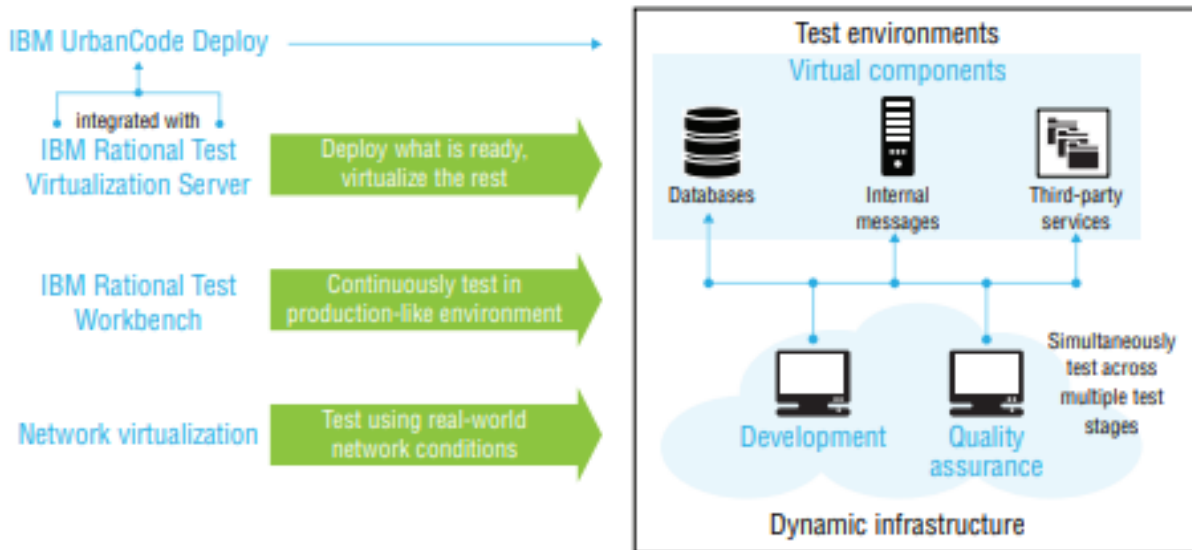 IBM UrbanCode Deploy
integrated with
IBM Rational Test
Virtualization Server
Deploy what is ready,
virtualize the rest
IBM Rational Test
Workbench
Continuously test in
production-like environment
Network virtualization
Test using real-world
network conditions
Test environments
Virtual components
Databases
Internal
messages
Third-party
services
Simultaneously
test across
multiple test
stages
Development
Quality
assurance
Dynamic infrastructure